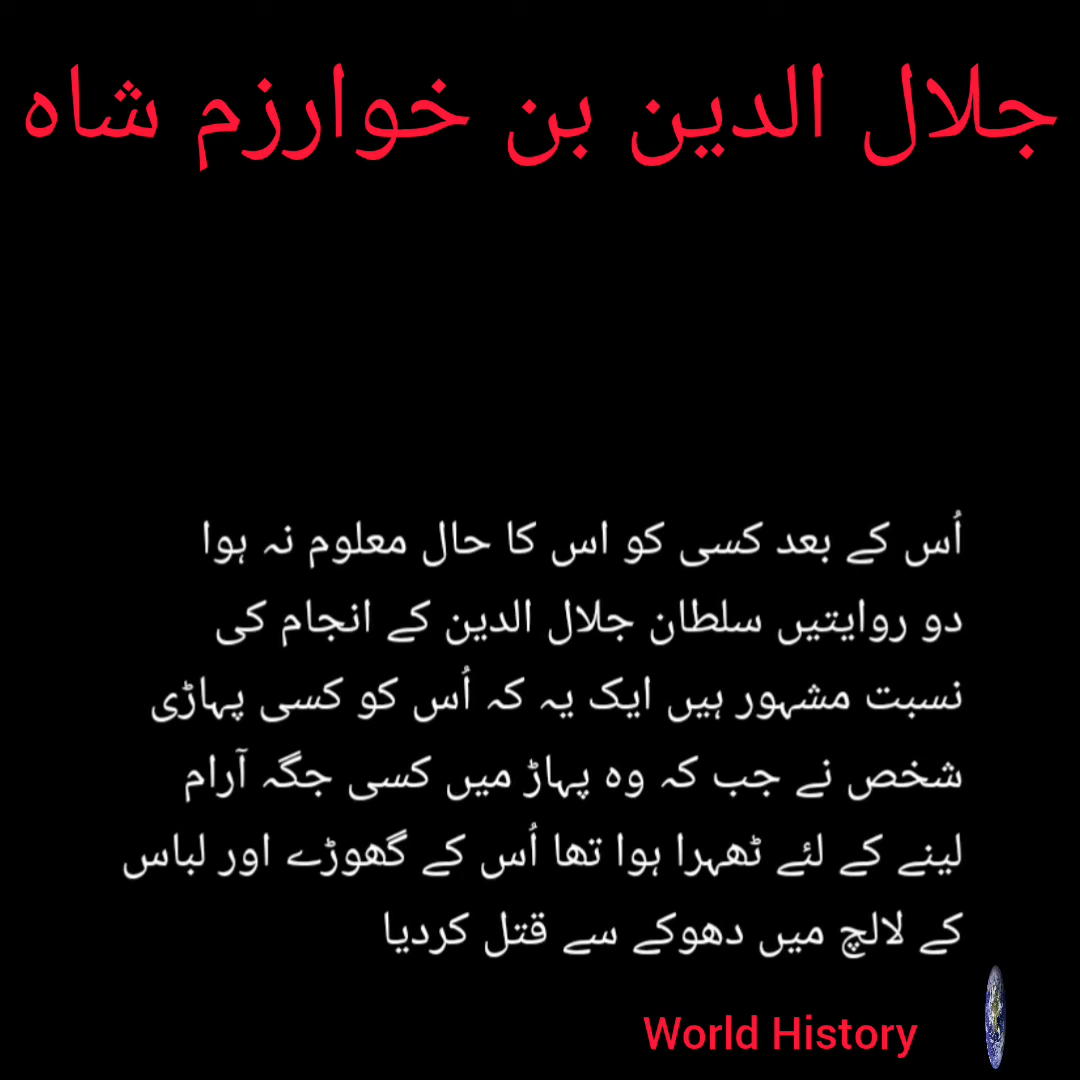 جلال الدین بن خوارزم شاہ
اُس کے بعد کسی کو اس کا حال معلوم نہ ہوا
دو روایتیں سلطان جلال الدین کے انجام کی
نسبت مشہور ہیں ایک یہ کہ اُس کو کسی پہاڑی
شخص نے جب کہ وہ پہاڑ میں کسی جگہ آرام
لینے کے لئے ٹھہرا ہوا تھا اُس کے گھوڑے اور لباس
کے لالچ میں دھوکے سے قتل کردیا
World History